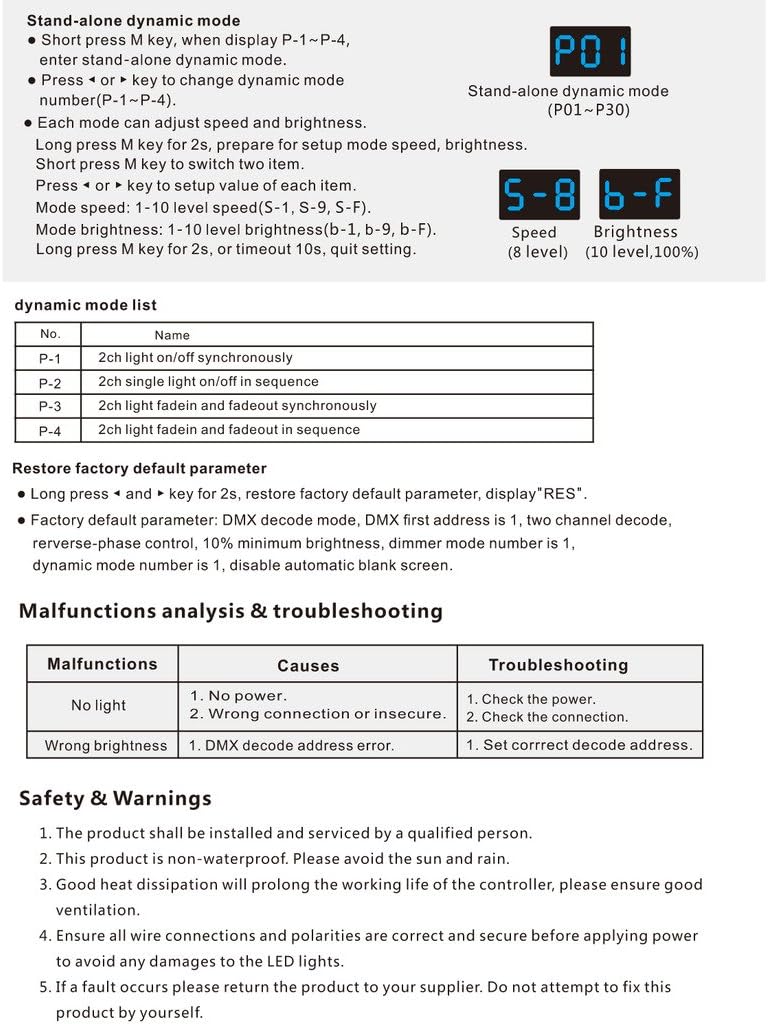 Stand-alone dynamic mode
● Short press M key, when display P-1~P-4,
enter stand-alone dynamic mode.
● Press ◂ or ▸ key to change dynamic mode
number(P-1~P-4).
P01
Stand-alone dynamic mode
(P01~P30)
● Each mode can adjust speed and brightness.
Long press M key for 2s, prepare for setup mode speed, brightness.
Short press M key to switch two item.
Press ◂ or ▸ key to setup value of each item.
Mode speed: 1-10 level speed(S-1, S-9, S-F).
Mode brightness: 1-10 level brightness(b-1, b-9, b-F).
Long press M key for 2s, or timeout 10s, quit setting.
S-8 b-F
Speed Brightness
(8 level) (10 level,100%)
dynamic mode list
No. Name
P-1 2ch light on/off synchronously
P-2 2ch single light on/off in sequence
P-3 2ch light fadein and fadeout synchronously
P-4 2ch light fadein and fadeout in sequence
Restore factory default parameter
● Long press ◂ and ▸ key for 2s, restore factory default parameter, display"RES".
● Factory default parameter: DMX decode mode, DMX first address is 1, two channel decode,
rerverse-phase control, 10% minimum brightness, dimmer mode number is 1,
dynamic mode number is 1, disable automatic blank screen.
Malfunctions analysis & troubleshooting
Malfunctions Causes Troubleshooting
No light
1. No power.
2. Wrong connection or insecure.
1. Check the power.
2. Check the connection.
Wrong brightness 1. DMX decode address error. 1. Set corrrect decode address.
Safety & Warnings
1. The product shall be installed and serviced by a qualified person.
2. This product is non-waterproof. Please avoid the sun and rain.
3. Good heat dissipation will prolong the working life of the controller, please ensure good
ventilation.
4. Ensure all wire connections and polarities are correct and secure before applying power
to avoid any damages to the LED lights.
5. If a fault occurs please return the product to your supplier. Do not attempt to fix this
product by yourself.